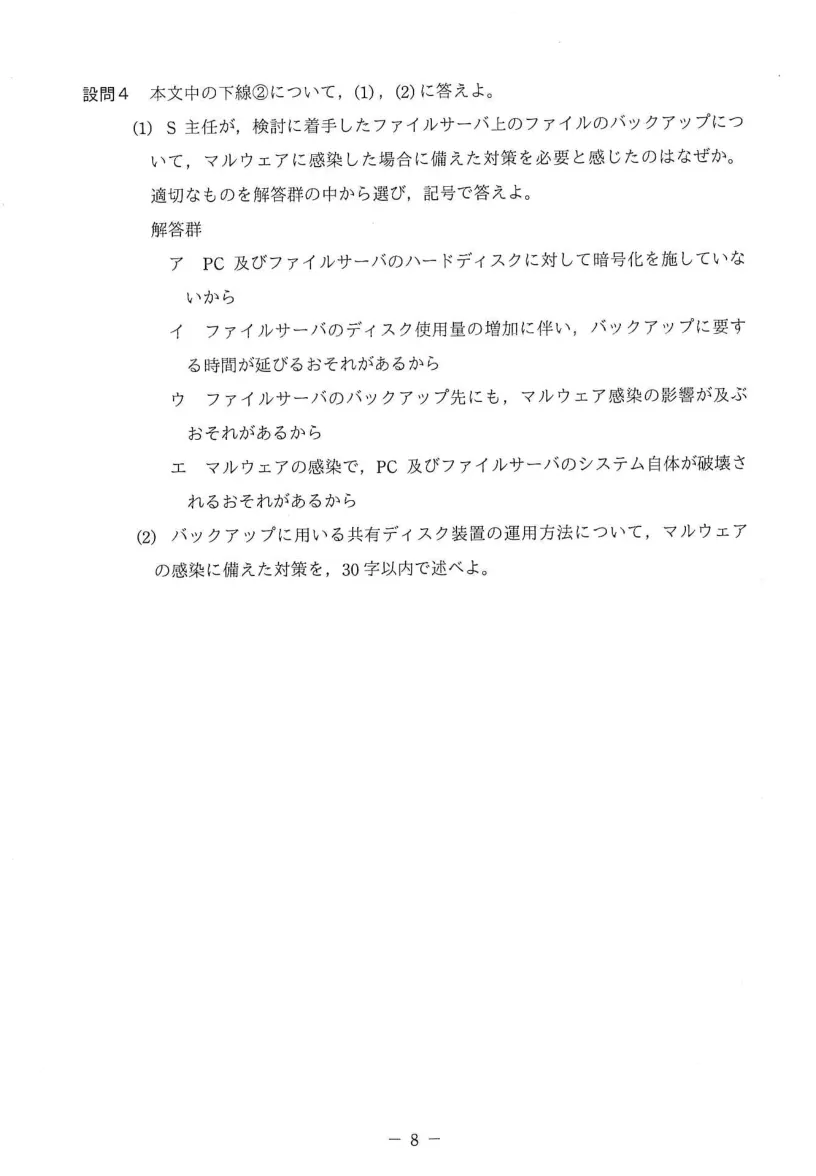 設問4 本文中の下線②について，(1)，(2)に答えよ。
(1) S 主任が，検討に着手したファイルサーバ上のファイルのバックアップにつ
いて，マルウェアに感染した場合に備えた対策を必要と感じたのはなぜか。
適切なものを解答群の中から選び，記号で答えよ。
解答群
ア PC 及びファイルサーバのハードディスクに対して暗号化を施していな
いから
イ ファイルサーバのディスク使用量の増加に伴い，バックアップに要す
る時間が延びるおそれがあるから
ウ ファイルサーバのバックアップ先にも，マルウェア感染の影響が及ぶ
おそれがあるから
エ マルウェアの感染で，PC 及びファイルサーバのシステム自体が破壊さ
れるおそれがあるから
(2) バックアップに用いる共有ディスク装置の運用方法について，マルウェア
の感染に備えた対策を，30 字以内で述べよ。
− 8 −